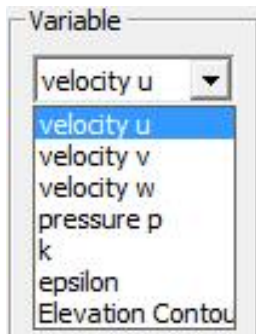 Variable
velocity u
velocity u
velocity v
velocity w
pressure p
k
epsilon
Elevation Contou